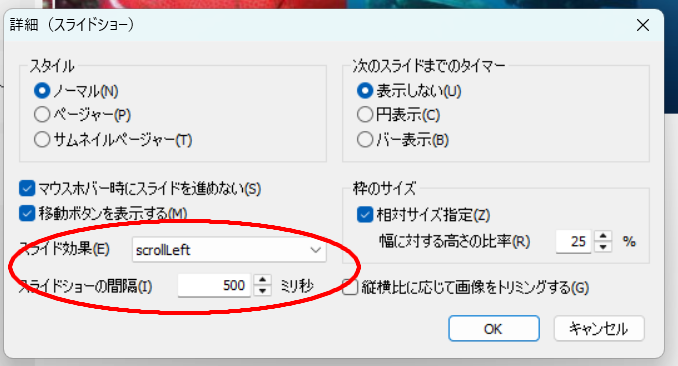 詳細（スライドショー）
スタイル
ノーマル(N)
ページャー(P)
サムネイルページャー(T)
次のスライドまでのタイマー
表示しない(U)
円表示(C)
バー表示(B)
マウスホバー時にスライドを進めない(S)
移動ボタンを表示する(M)
スライド効果(E) scrollLeft
スライドショーの間隔(I) 500 ミリ秒
枠のサイズ
相対サイズ指定(Z)
幅に対する高さの比率(R) 25 %
縦横比に応じて画像をトリミングする(G)
OK キャンセル